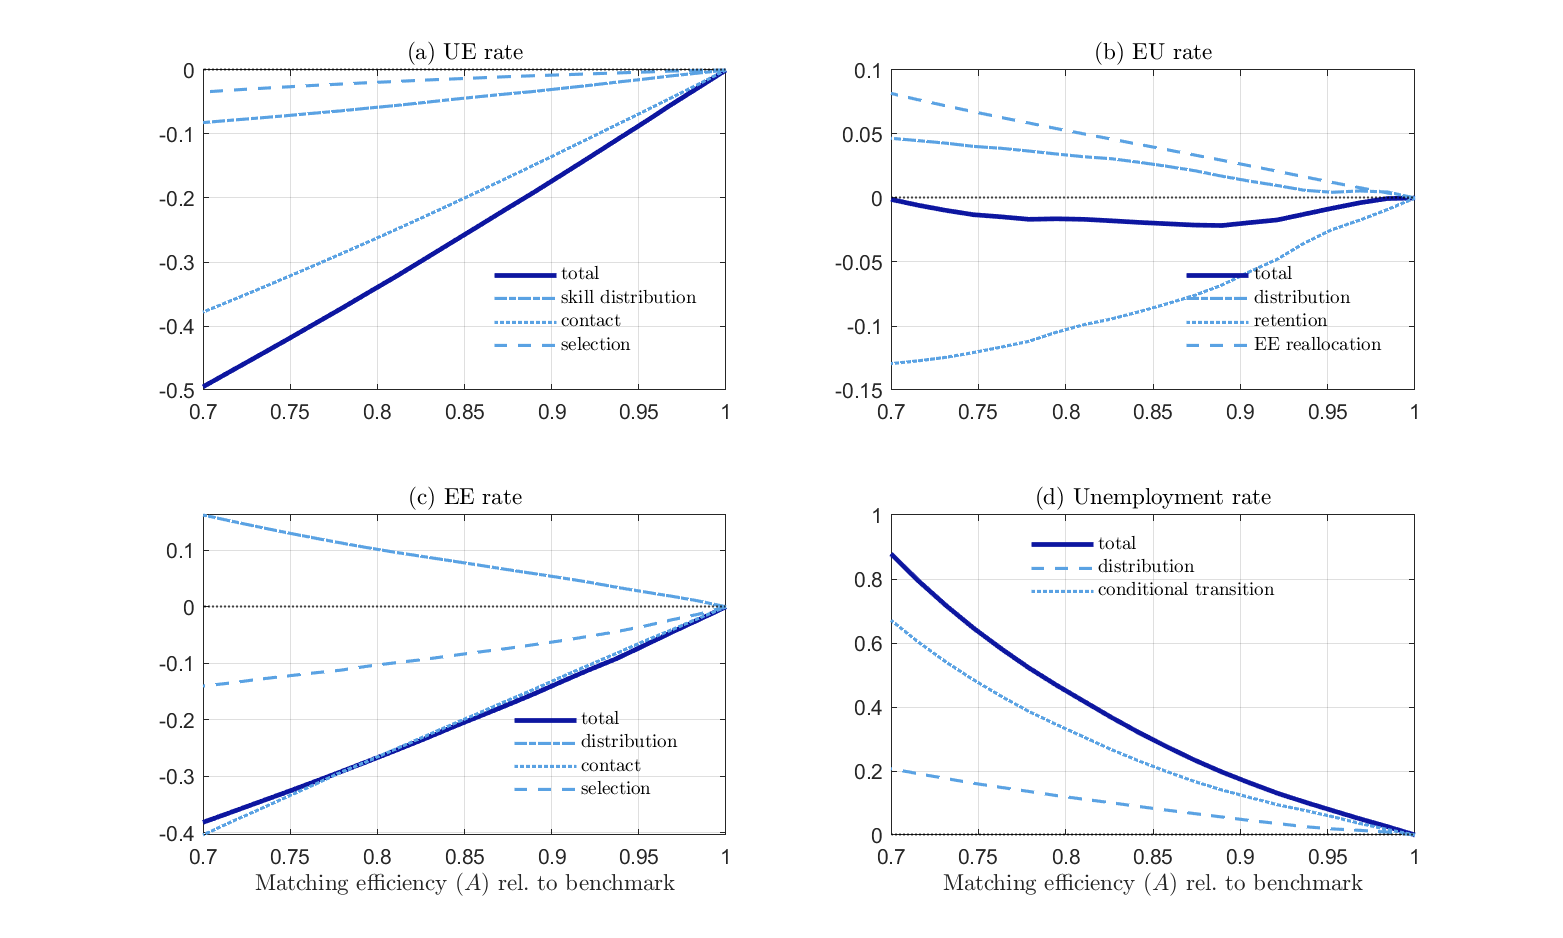 (a) UE rate
0
-0.1
-0.2
-0.3
-0.4
-0.5
0.7 0.75 0.8 0.85 0.9 0.95 1
total
skill distribution
contact
selection
(b) EU rate
0.1
0.05
0
-0.05
-0.1
-0.15
0.7 0.75 0.8 0.85 0.9 0.95 1
total
distribution
retention
EE reallocation
(c) EE rate
0.1
0
-0.1
-0.2
-0.3
-0.4
0.7 0.75 0.8 0.85 0.9 0.95 1
total
distribution
contact
selection
Matching efficiency (A) rel. to benchmark
(d) Unemployment rate
1
0.8
0.6
0.4
0.2
0
0.7 0.75 0.8 0.85 0.9 0.95 1
total
distribution
conditional transition
Matching efficiency (A) rel. to benchmark